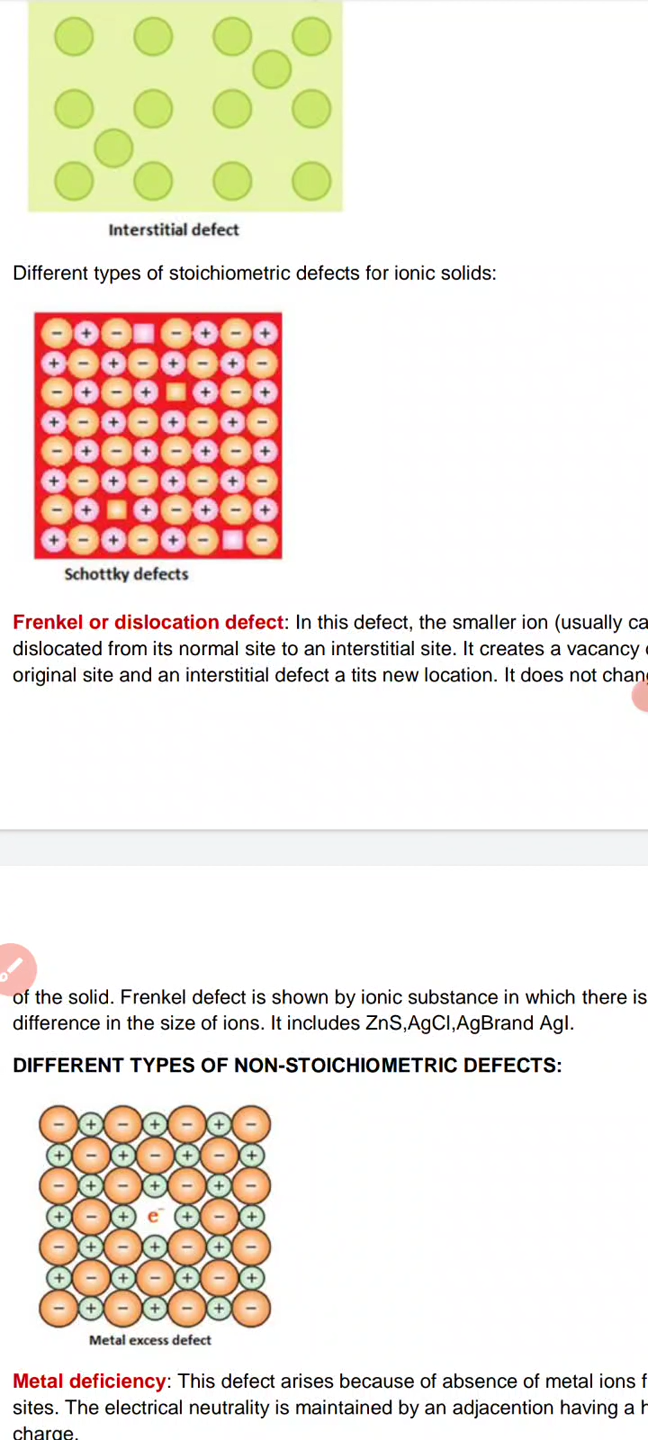 Interstitial defect
Different types of stoichiometric defects for ionic solids:
− + − − + − +
+ − + − + − + −
− + − + + − +
+ − + − + − + −
− + − + − + − +
+ − + − + − + −
− + + − + − +
+ − + − + − −
Schottky defects
Frenkel or dislocation defect: In this defect, the smaller ion (usually ca
dislocated from its normal site to an interstitial site. It creates a vacancy
original site and an interstitial defect a tits new location. It does not chan
of the solid. Frenkel defect is shown by ionic substance in which there is
difference in the size of ions. It includes ZnS,AgCl,AgBrand AgI.
DIFFERENT TYPES OF NON-STOICHIOMETRIC DEFECTS:
− + − + − + −
+ − + − + − +
− + − + − + −
+ − + e⁻ + − +
− + − + − + −
+ − + − + − +
− + − + − + −
Metal excess defect
Metal deficiency: This defect arises because of absence of metal ions f
sites. The electrical neutrality is maintained by an adjacention having a h
charge.